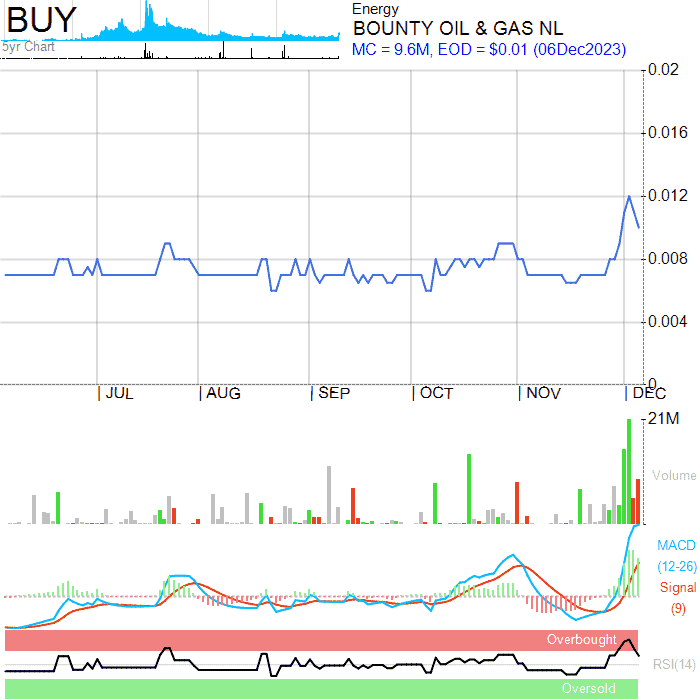 BUY
5yr Chart
Energy
BOUNTY OIL & GAS NL
MC = 9.6M, EOD = $0.01 (06Dec2023)
0.02
0.016
0.012
0.008
0.004
0
JUL AUG SEP OCT NOV DEC
21M
Volume
MACD
(12-26)
Signal
(9)
Overbought
RSI(14)
Oversold